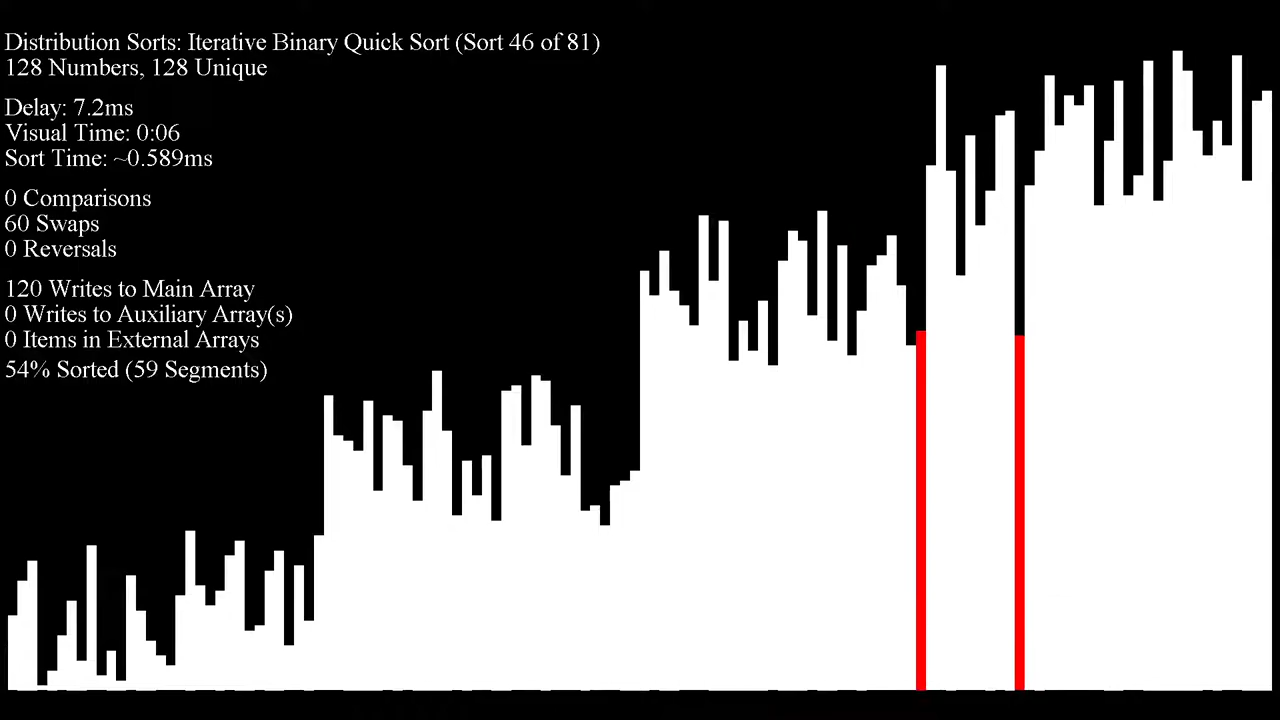 Distribution Sorts: Iterative Binary Quick Sort (Sort 46 of 81)
128 Numbers, 128 Unique
Delay: 7.2ms
Visual Time: 0:06
Sort Time: ~0.589ms
0 Comparisons
60 Swaps
0 Reversals
120 Writes to Main Array
0 Writes to Auxiliary Array(s)
0 Items in External Arrays
54% Sorted (59 Segments)